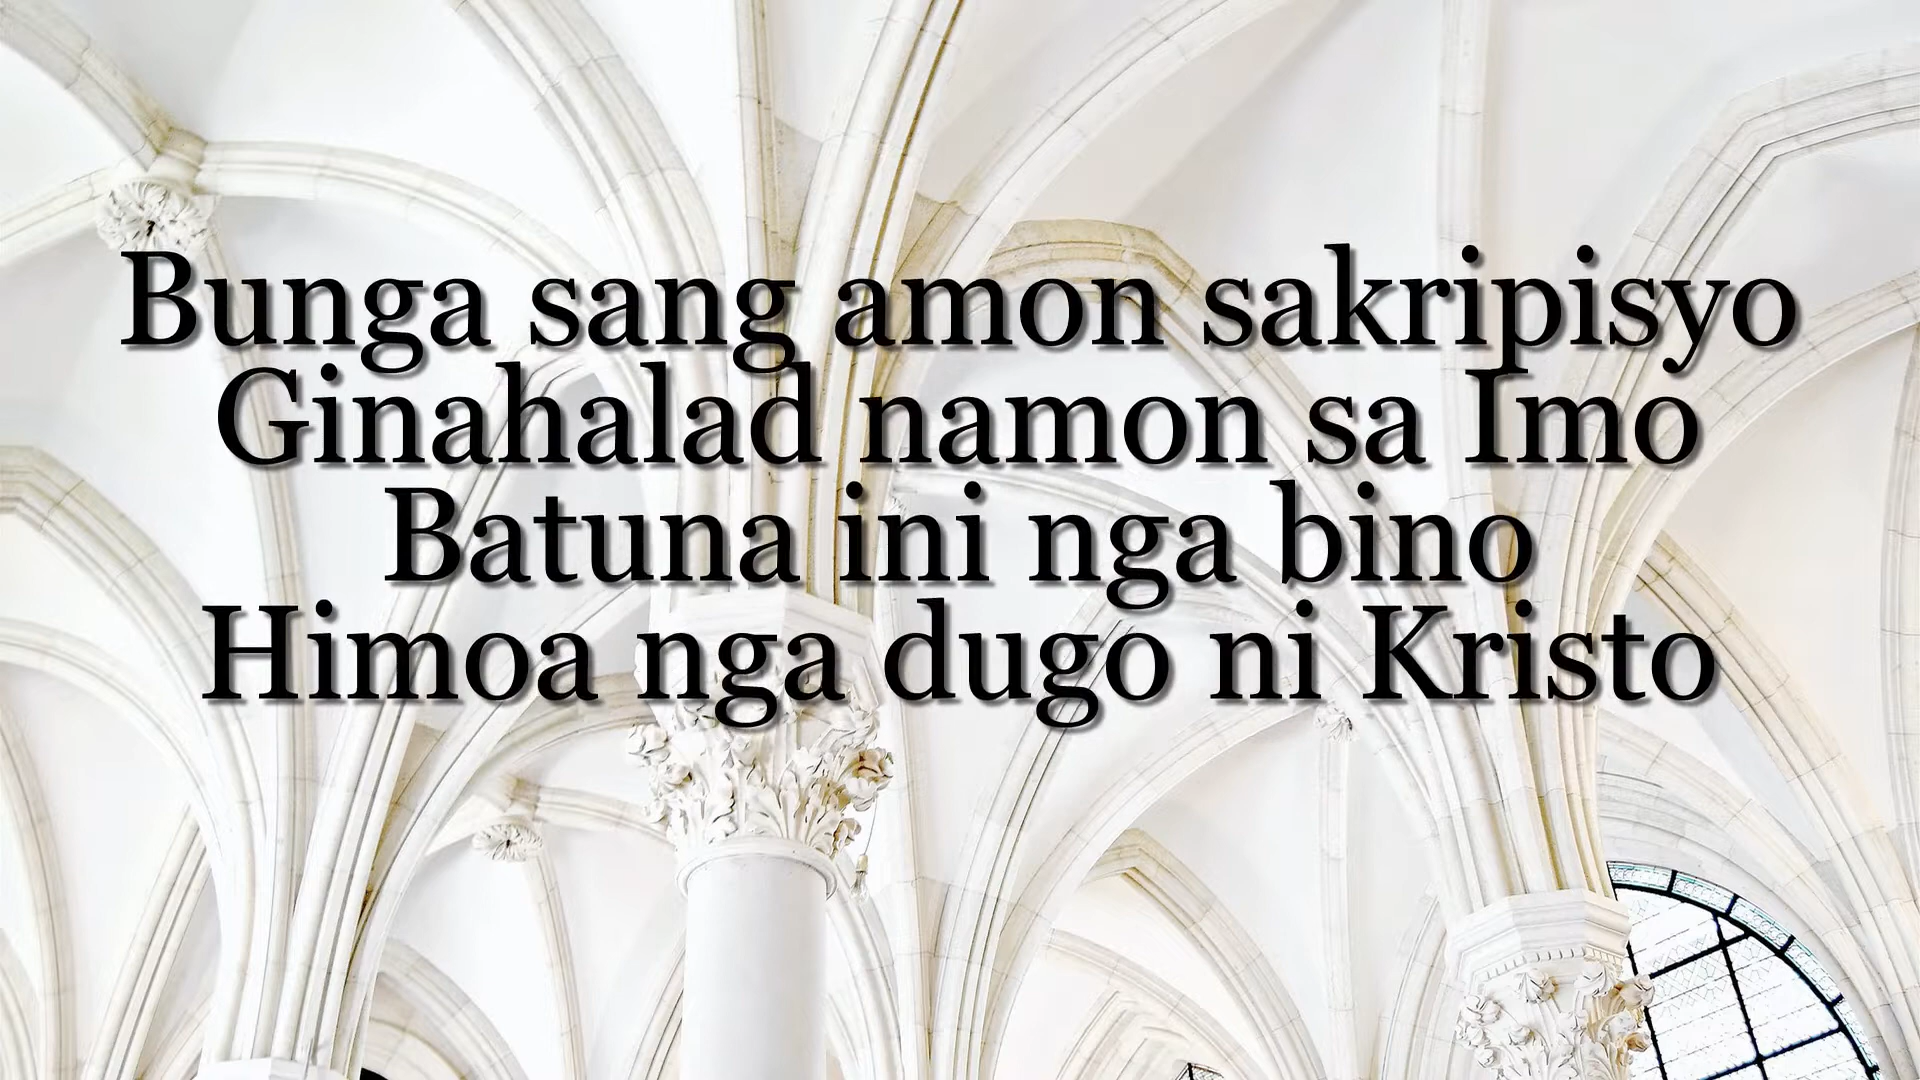 Bunga sang amon sakripisyo
Ginahalad namon sa Imo
Batuna ini nga bino
Himoa nga dugo ni Kristo